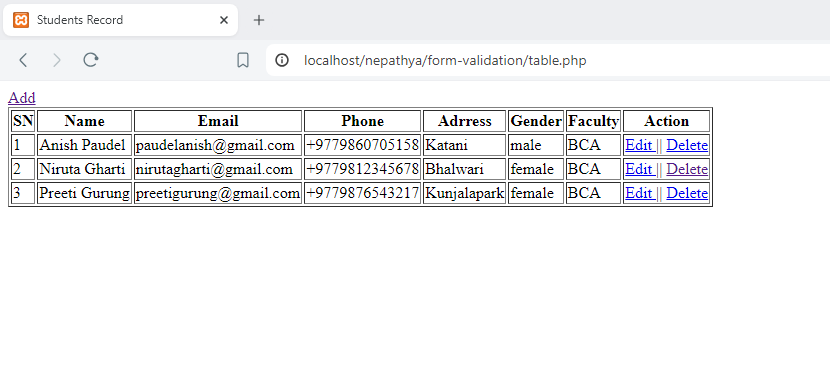 Students Record
localhost/nepathya/form-validation/table.php
Add
SN Name Email Phone Adrress Gender Faculty Action
1 Anish Paudel paudelanish@gmail.com +9779860705158 Katani male BCA Edit || Delete
2 Niruta Gharti nirutagharti@gmail.com +9779812345678 Bhalwari female BCA Edit || Delete
3 Preeti Gurung preetigurung@gmail.com +9779876543217 Kunjalapark female BCA Edit || Delete